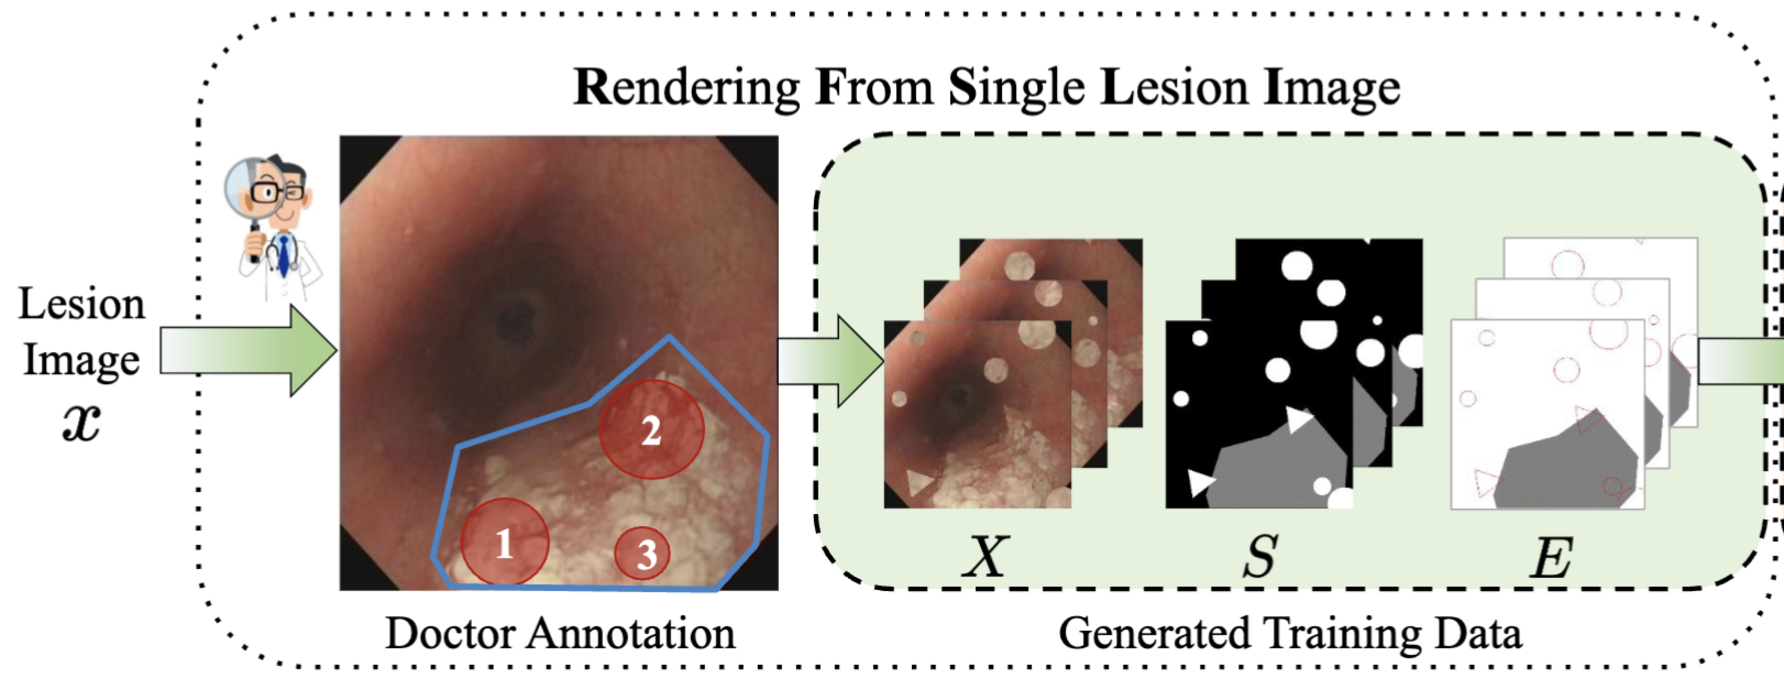 Rendering From Single Lesion Image
Lesion
Image
x
2
1
3
X
S
E
Doctor Annotation
Generated Training Data